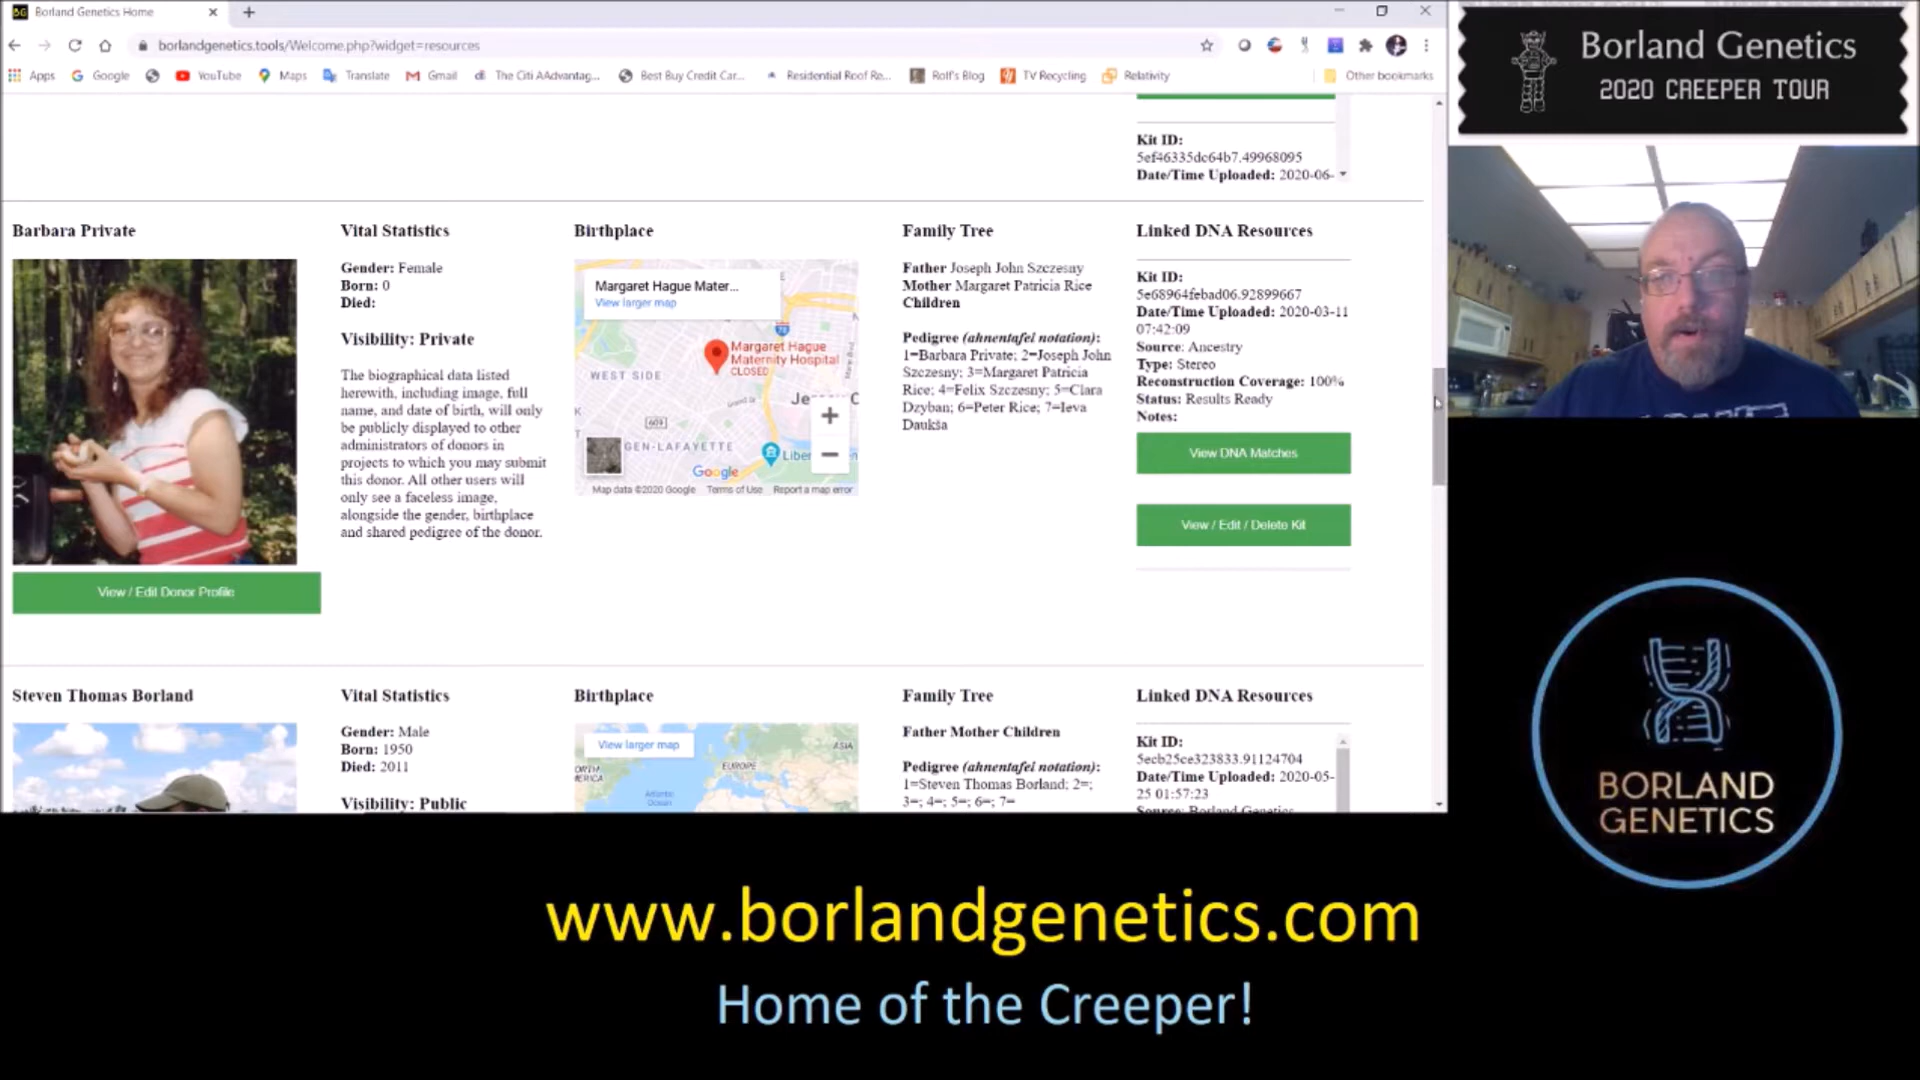 Borland Genetics Home
borlandgenetics.tools/Welcome.php?widget=resources
Apps
Google
YouTube
Maps
Translate
Gmail
The Citi AAdvantag...
Best Buy Credit Car...
Residential Roof Re...
Rolf's Blog
TV Recycling
Relativity
Other bookmarks
Kit ID:
5ef46335dc64b7.49968095
Date/Time Uploaded: 2020-06-
Barbara Private
View / Edit Donor Profile
Vital Statistics
Gender: Female
Born: 0
Died:
Visibility: Private
The biographical data listed
herewith, including image, full
name, and date of birth, will only
be publicly displayed to other
administrators of donors in
projects to which you may submit
this donor. All other users will
only see a faceless image,
alongside the gender, birthplace
and shared pedigree of the donor.
Birthplace
Margaret Hague Mater...
View larger map
Margaret Hague
Maternity Hospital
CLOSED
WEST SIDE
GEN-LAFAYETTE
Google
Map data ©2020 Google
Terms of Use
Report a map error
Family Tree
Father Joseph John Szczesny
Mother Margaret Patricia Rice
Children
Pedigree (ahnentafel notation):
1=Barbara Private; 2=Joseph John
Szczesny; 3=Margaret Patricia
Rice; 4=Felix Szczesny; 5=Clara
Dzyban; 6=Peter Rice; 7=Ieva
Daukša
Linked DNA Resources
Kit ID:
5e68964febad06.92899667
Date/Time Uploaded: 2020-03-11
07:42:09
Source: Ancestry
Type: Stereo
Reconstruction Coverage: 100%
Status: Results Ready
Notes:
View DNA Matches
View / Edit / Delete Kit
Steven Thomas Borland
Vital Statistics
Gender: Male
Born: 1950
Died: 2011
Visibility: Public
Birthplace
View larger map
EUROPE
ASIA
Atlantic
Ocean
Family Tree
Father Mother Children
Pedigree (ahnentafel notation):
1=Steven Thomas Borland; 2=;
3=; 4=; 5=; 6=; 7=
Linked DNA Resources
Kit ID:
5ecb25ce323833.91124704
Date/Time Uploaded: 2020-05-
25 01:57:23
Source: Borland Genetics
Borland Genetics
2020 CREEPER TOUR
BORLAND
GENETICS
www.borlandgenetics.com
Home of the Creeper!